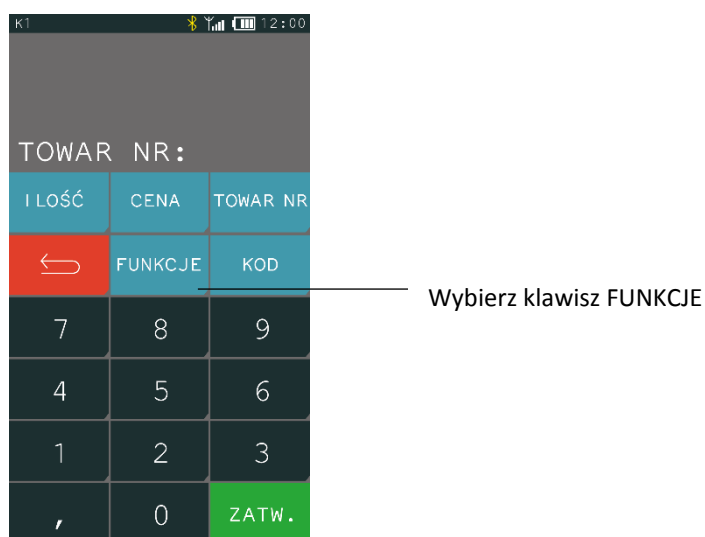 K1 12:00
TOWAR NR:
ILOŚĆ CENA TOWAR NR
FUNKCJE KOD
Wybierz klawisz FUNKCJE
7 8 9
4 5 6
1 2 3
, 0 ZATW.